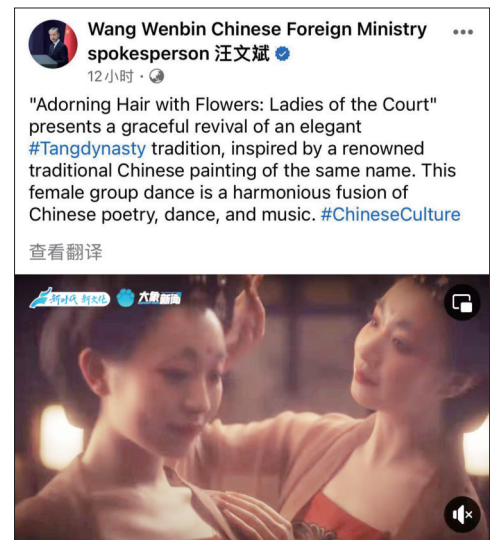 Wang Wenbin Chinese Foreign Ministry
spokesperson 汪文斌
12小时
"Adorning Hair with Flowers: Ladies of the Court"
presents a graceful revival of an elegant
#Tangdynasty tradition, inspired by a renowned
traditional Chinese painting of the same name. This
female group dance is a harmonious fusion of
Chinese poetry, dance, and music. #ChineseCulture
查看翻译
新时代 新文化 大象新闻